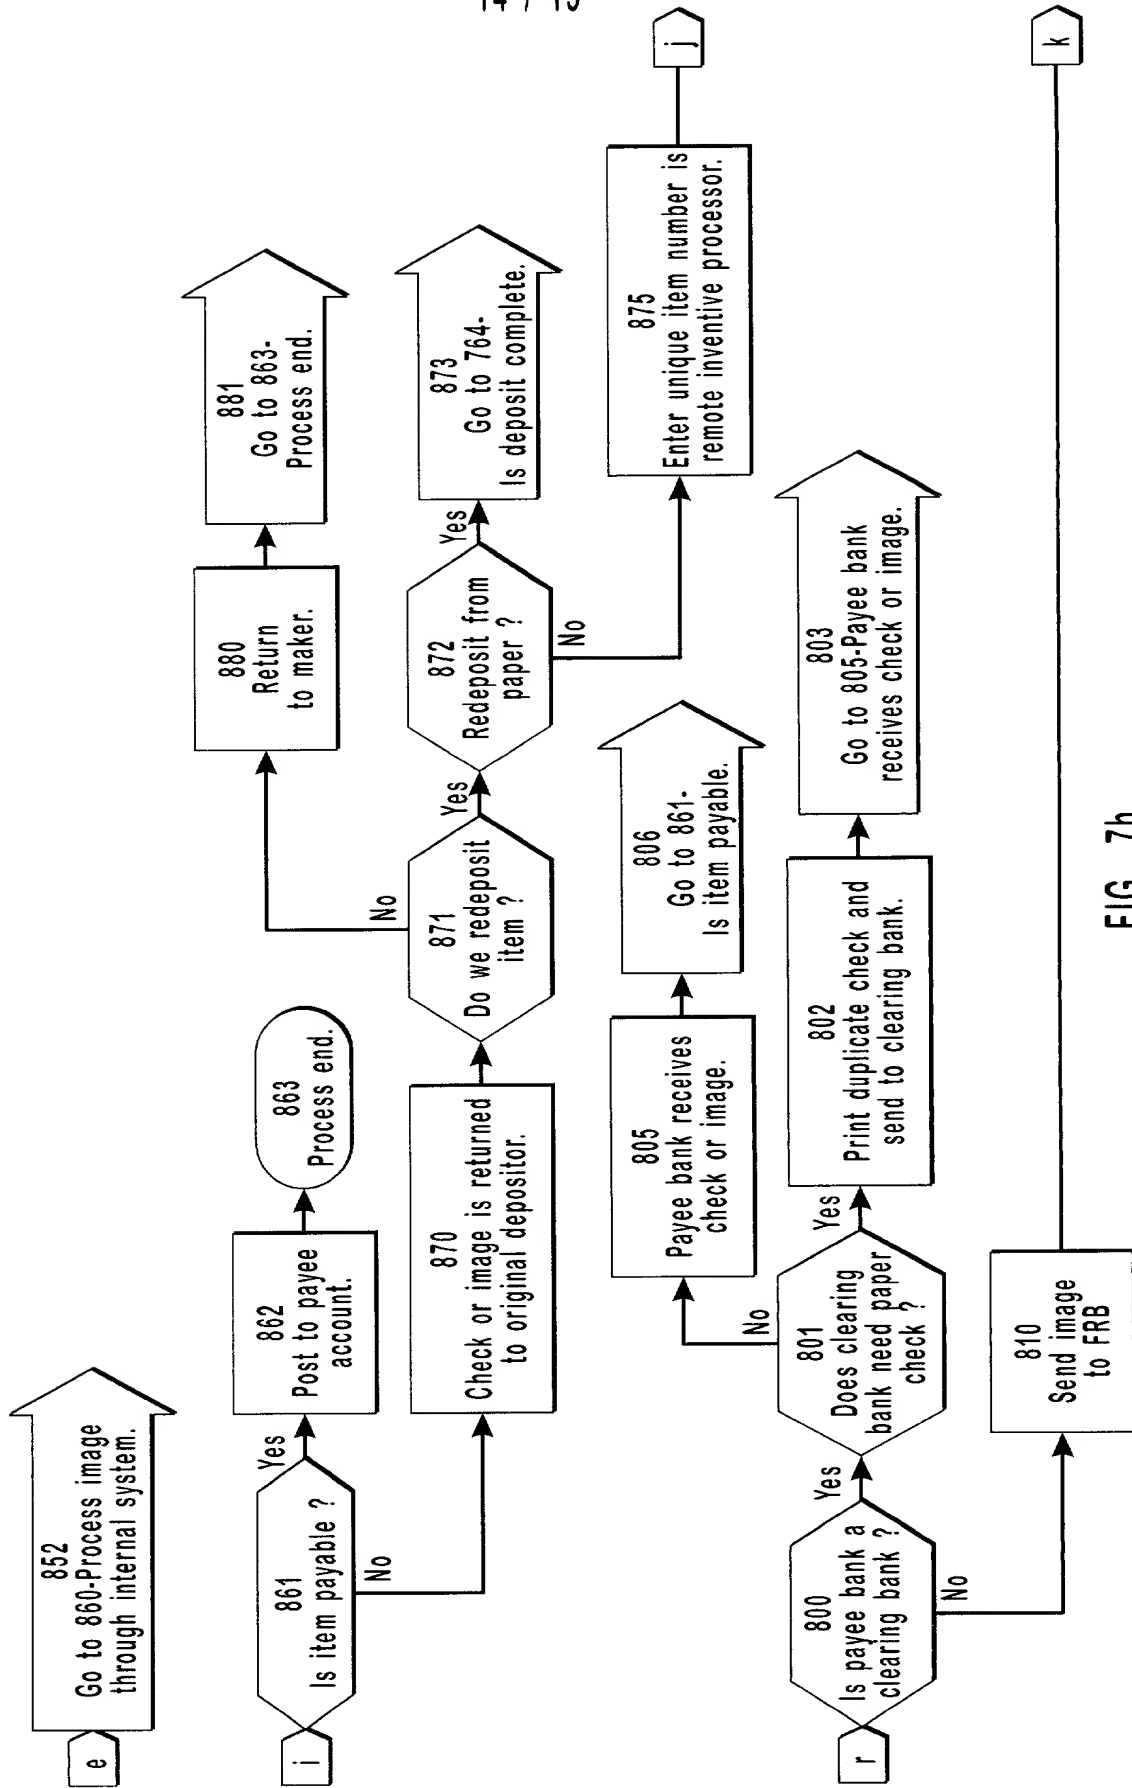 14 / 15
e
852
Go to 860-Process image
through internal system.
i
861
Is item payable ?
Yes
No
862
Post to payee
account.
863
Process end.
870
Check or image is returned
to original depositor.
871
Do we redeposit
item ?
No
Yes
880
Return
to maker.
881
Go to 863-
Process end.
872
Redeposit from
paper ?
Yes
No
873
Go to 764-
Is deposit complete.
875
Enter unique item number is
remote inventive processor.
j
r
800
Is payee bank a
clearing bank ?
Yes
No
801
Does clearing
bank need paper
check ?
No
Yes
805
Payee bank receives
check or image.
806
Go to 861-
Is item payable.
802
Print duplicate check and
send to clearing bank.
803
Go to 805-Payee bank
receives check or image.
810
Send image
to FRB
k
FIG. 7h